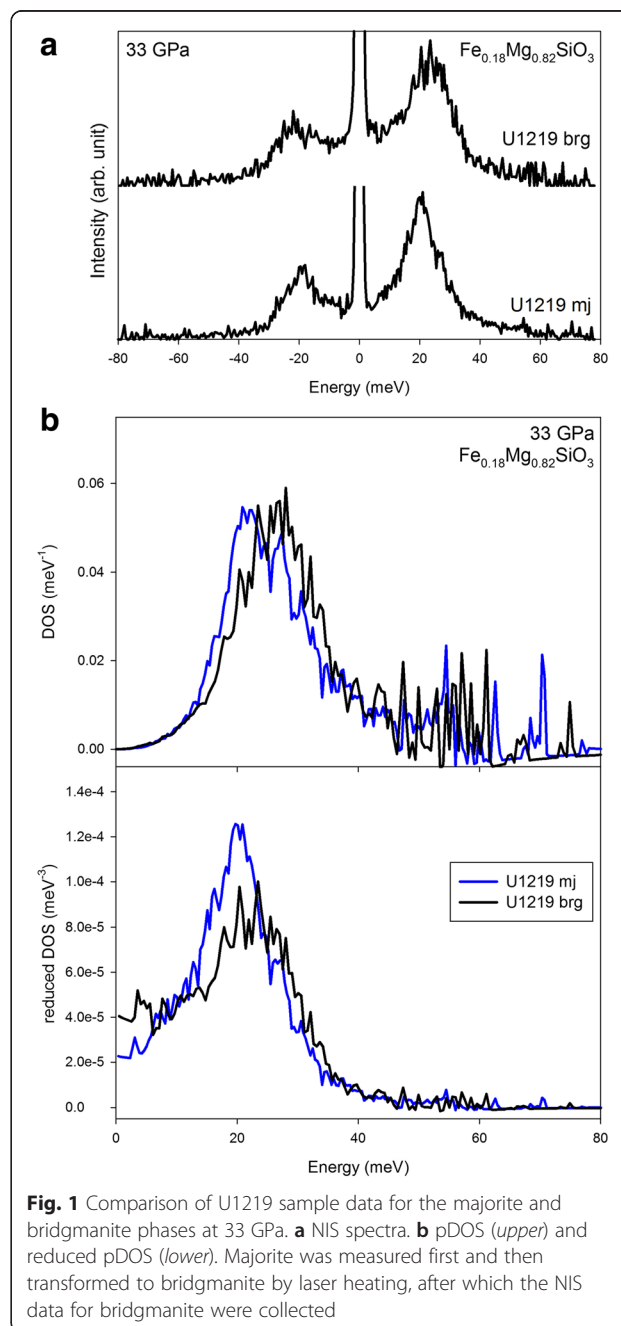 a
33 GPa
Fe0.18Mg0.82SiO3
U1219 brg
U1219 mj
Intensity (arb. unit)
-80 -60 -40 -20 0 20 40 60 80
Energy (meV)
b
33 GPa
Fe0.18Mg0.82SiO3
0.06
0.04
0.02
0.00
DOS (meV-1)
1.4e-4
1.2e-4
1.0e-4
8.0e-5
6.0e-5
4.0e-5
2.0e-5
0.0
reduced DOS (meV-3)
U1219 mj
U1219 brg
0 20 40 60 80
Energy (meV)
Fig. 1 Comparison of U1219 sample data for the majorite and
bridgmanite phases at 33 GPa. a NIS spectra. b pDOS (upper) and
reduced pDOS (lower). Majorite was measured first and then
transformed to bridgmanite by laser heating, after which the NIS
data for bridgmanite were collected